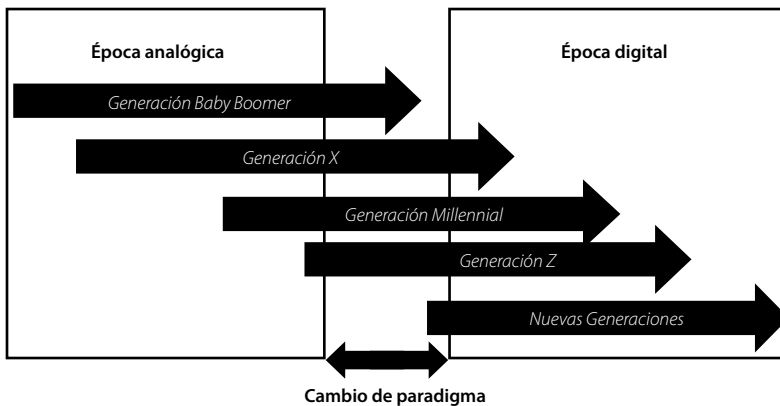 Época analógica
Época digital
Generación Baby Boomer
Generación X
Generación Millennial
Generación Z
Nuevas Generaciones
Cambio de paradigma